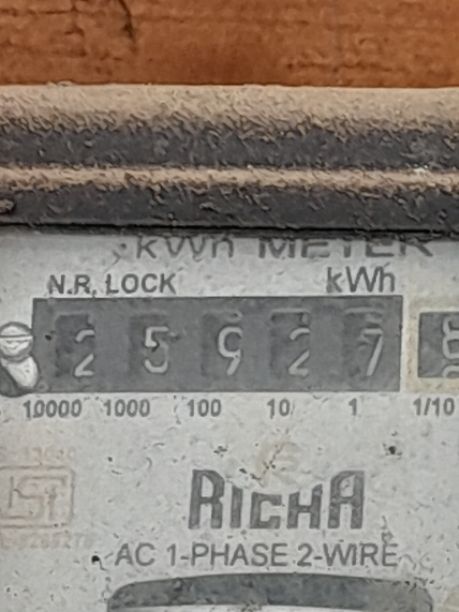 kWh METER
N.R. LOCK kWh
2 5 9 2 7 8
10000 1000 100 10 1 1/10
RICHA
AC 1-PHASE 2-WIRE